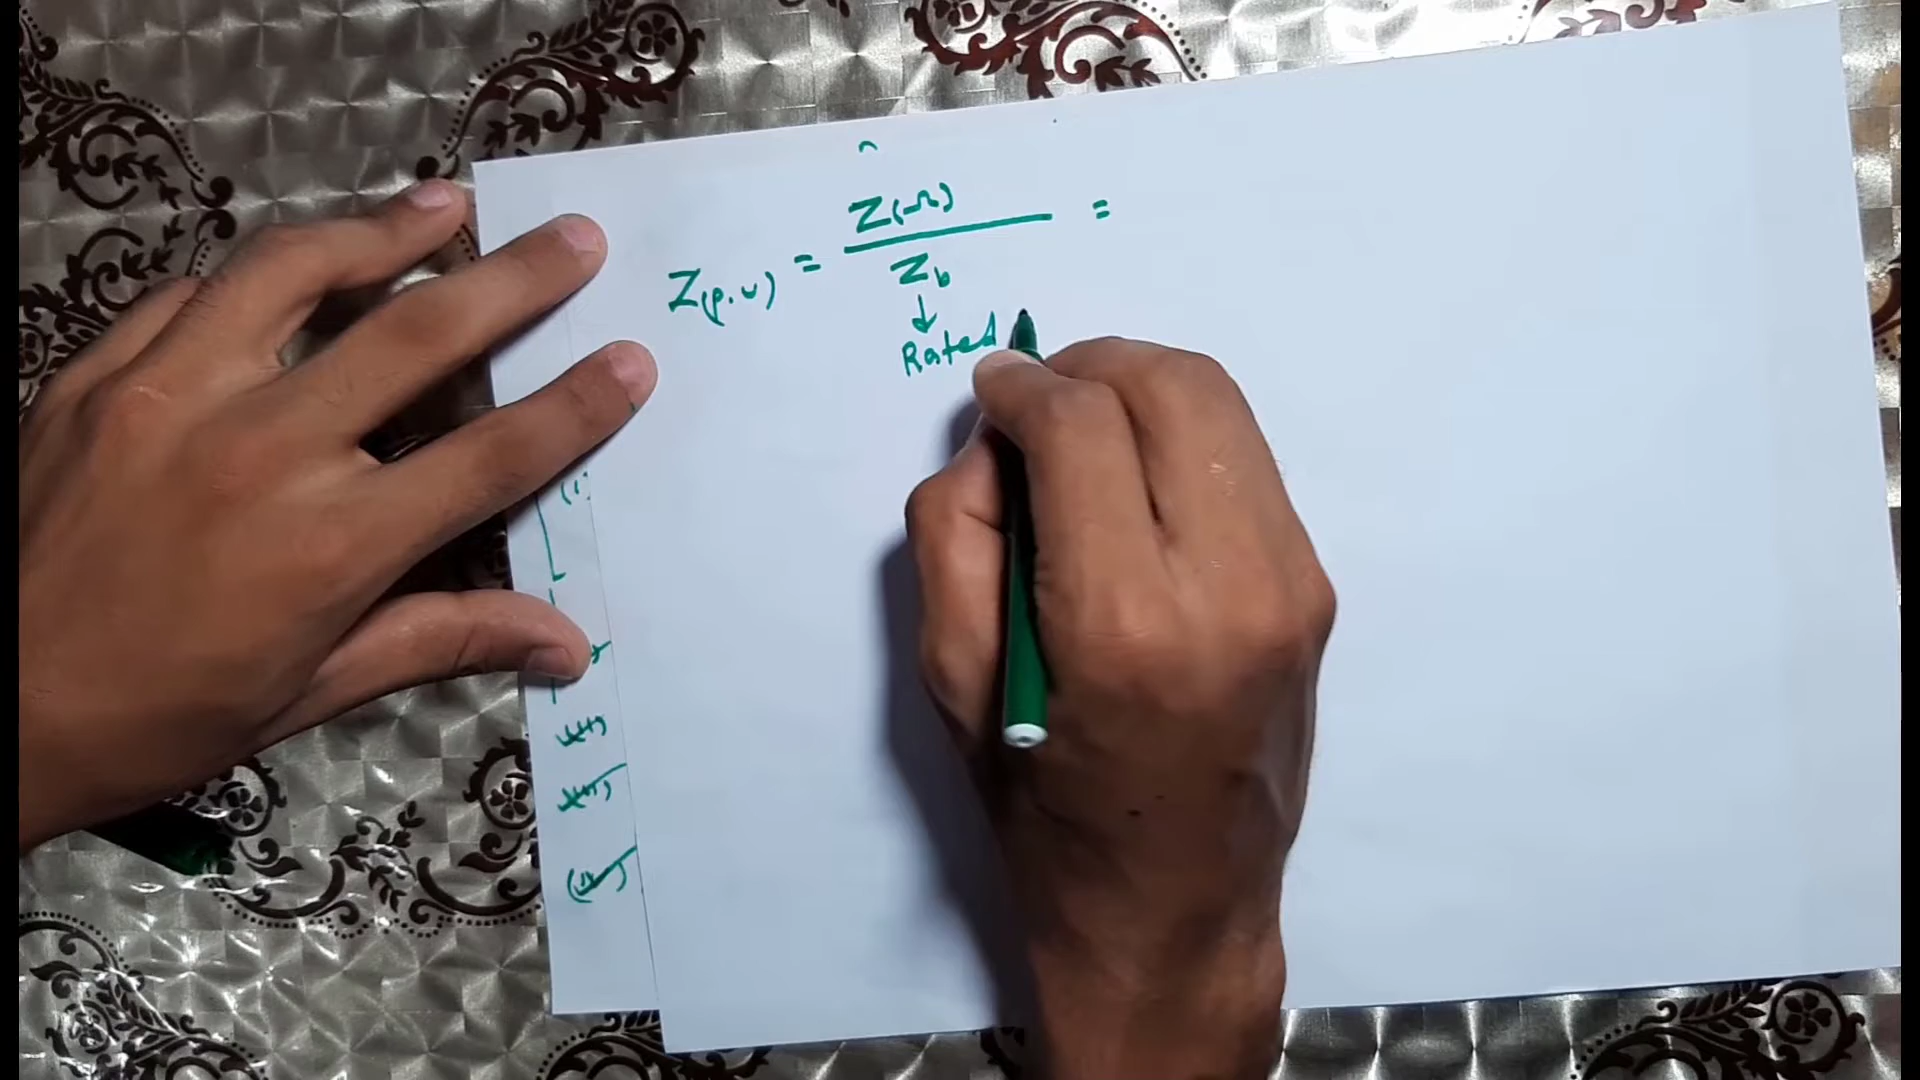 Z(Ω)
Z(p.u) = ―― =
Zb
↓
Rated
(i)